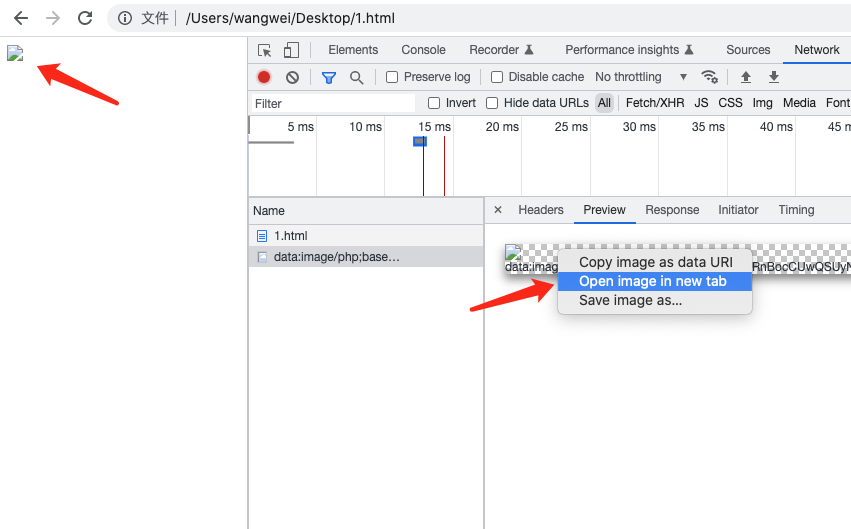 文件 /Users/wangwei/Desktop/1.html
Elements Console Recorder Performance insights Sources Network
Preserve log Disable cache No throttling
Filter Invert Hide data URLs All Fetch/XHR JS CSS Img Media Font
5 ms 10 ms 15 ms 20 ms 25 ms 30 ms 35 ms 40 ms 45 m
Name × Headers Preview Response Initiator Timing
1.html
data:image/php;base…
Copy image as data URI
data:imag
Open image in new tab
Save image as...